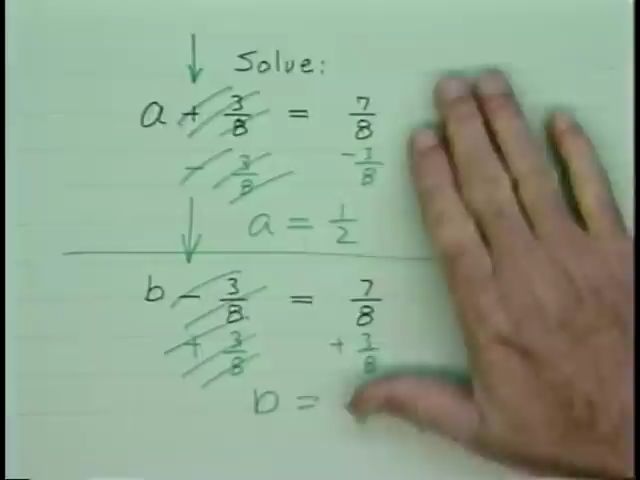 Solve:
a + 3/8 = 7/8
- 3/8 - 3/8
a = 1/2
b - 3/8 = 7/8
+ 3/8 + 3/8
b =